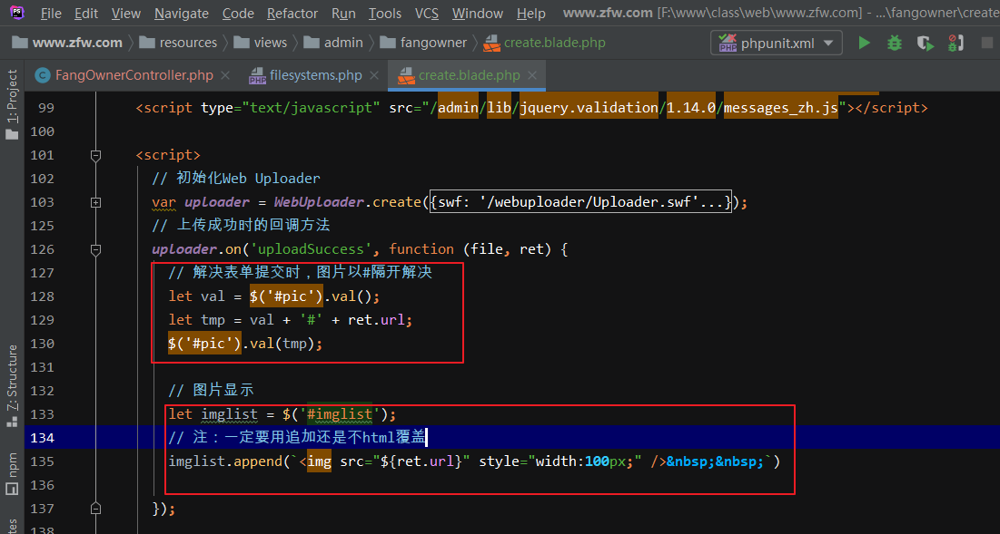 PS File Edit View Navigate Code Refactor Run Tools VCS Window Help www.zfw.com [F:\www\class\web\www.zfw.com] - ...\fangowner\create
www.zfw.com resources views admin fangowner create.blade.php phpunit.xml
FangOwnerController.php filesystems.php create.blade.php
1: Project
Z: Structure
npm
tes
99 <script type="text/javascript" src="/admin/lib/jquery.validation/1.14.0/messages_zh.js"></script>
100
101 <script>
102 // 初始化Web Uploader
103 var uploader = WebUploader.create({swf: '/webuploader/Uploader.swf'...});
125 // 上传成功时的回调方法
126 uploader.on('uploadSuccess', function (file, ret) {
127 // 解决表单提交时，图片以#隔开解决
128 let val = $('#pic').val();
129 let tmp = val + '#' + ret.url;
130 $('#pic').val(tmp);
131
132 // 图片显示
133 let imglist = $('#imglist');
134 // 注：一定要用追加还是不html覆盖
135 imglist.append(`<img src="${ret.url}" style="width:100px;" />&nbsp;&nbsp;`)
136
137 });
138